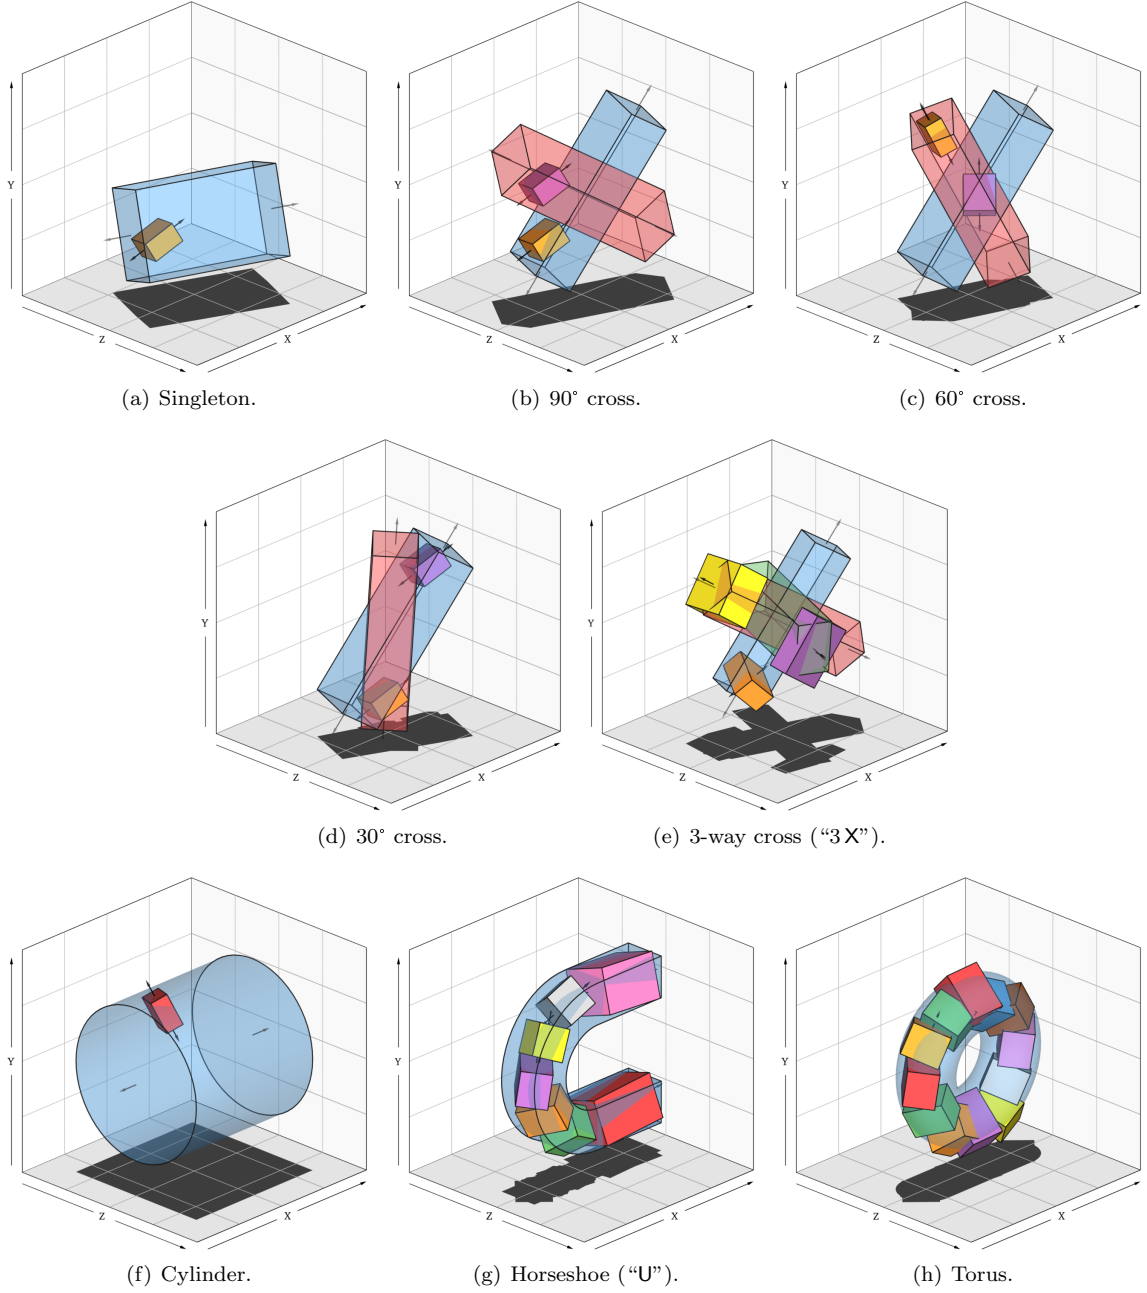 Y Y Y
Z X Z X Z X
(a) Singleton. (b) 90° cross. (c) 60° cross.
Y Y
Z X Z X
(d) 30° cross. (e) 3-way cross (“3 X”).
Y Y Y
Z X Z X Z X
(f) Cylinder. (g) Horseshoe (“U”). (h) Torus.